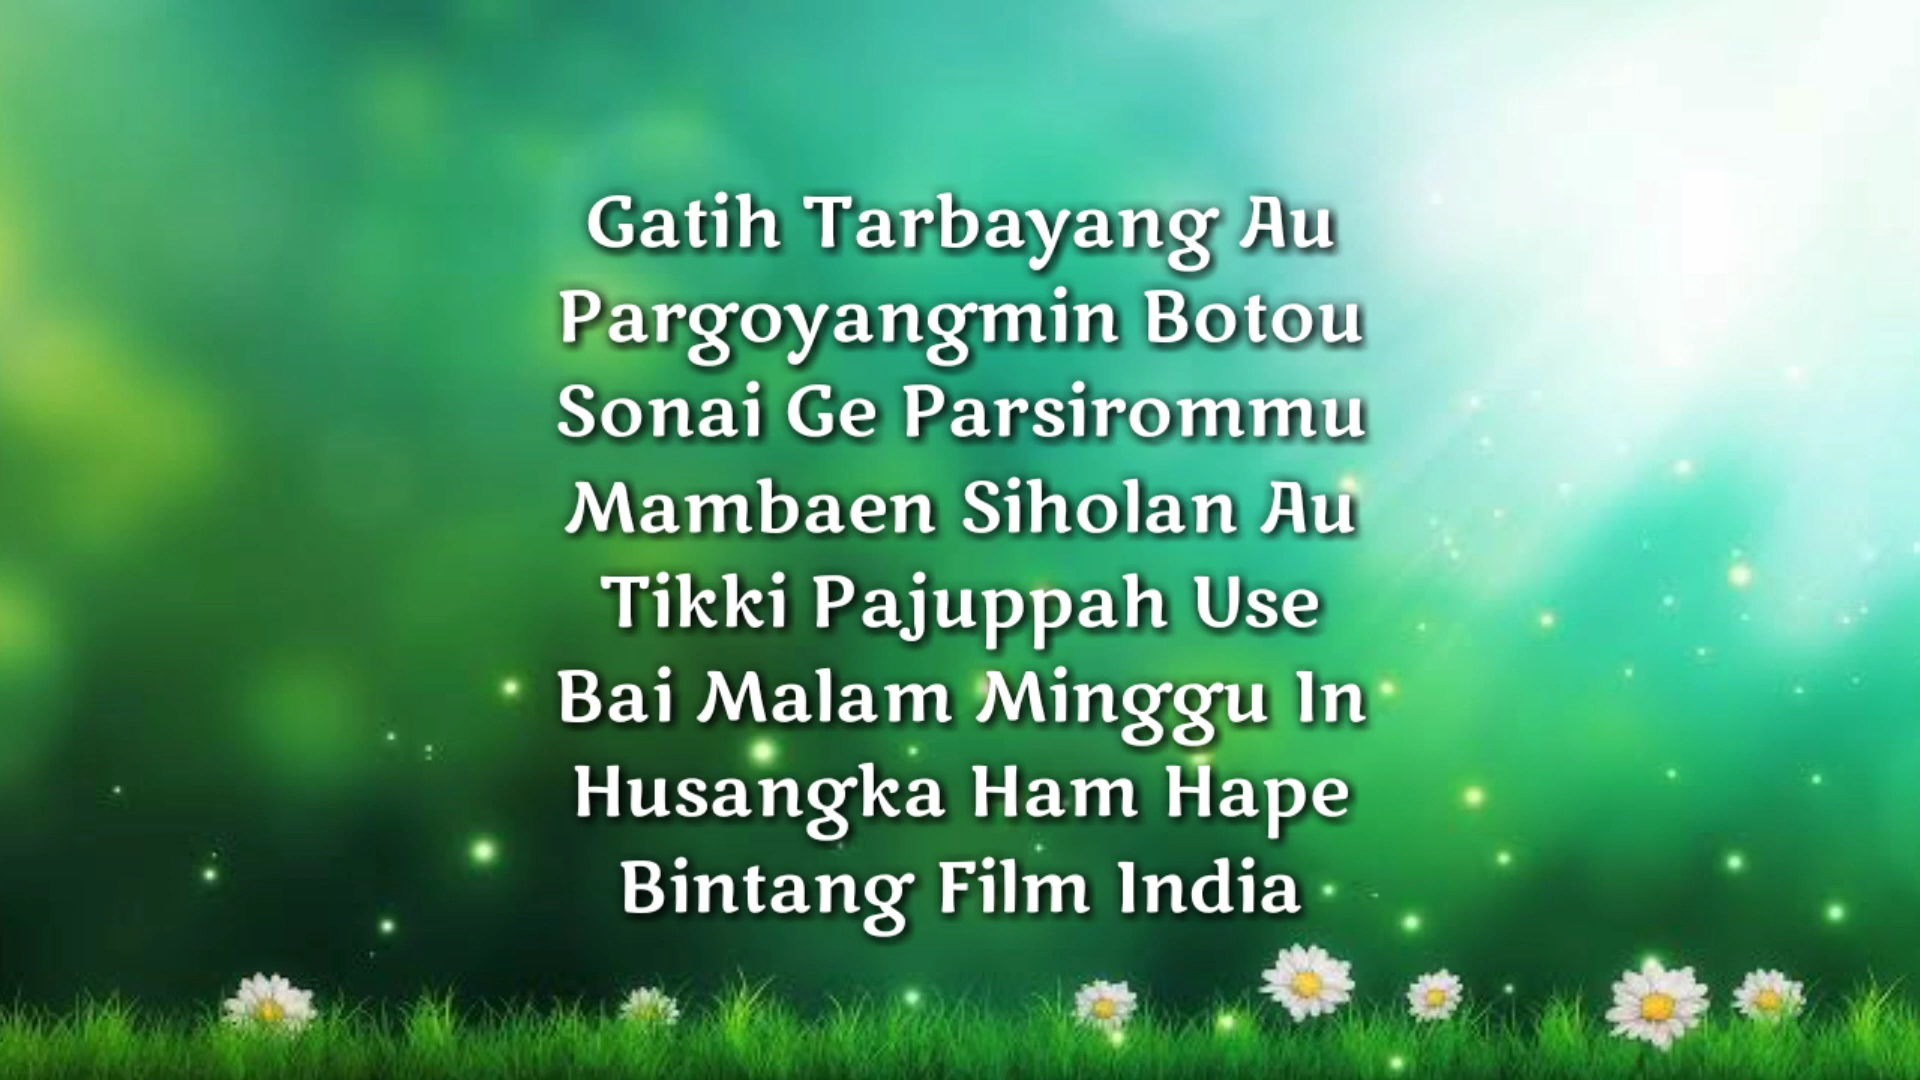 Gatih Tarbayang Au
Pargoyangmin Botou
Sonai Ge Parsirommu
Mambaen Siholan Au
Tikki Pajuppah Use
Bai Malam Minggu In
Husangka Ham Hape
Bintang Film India